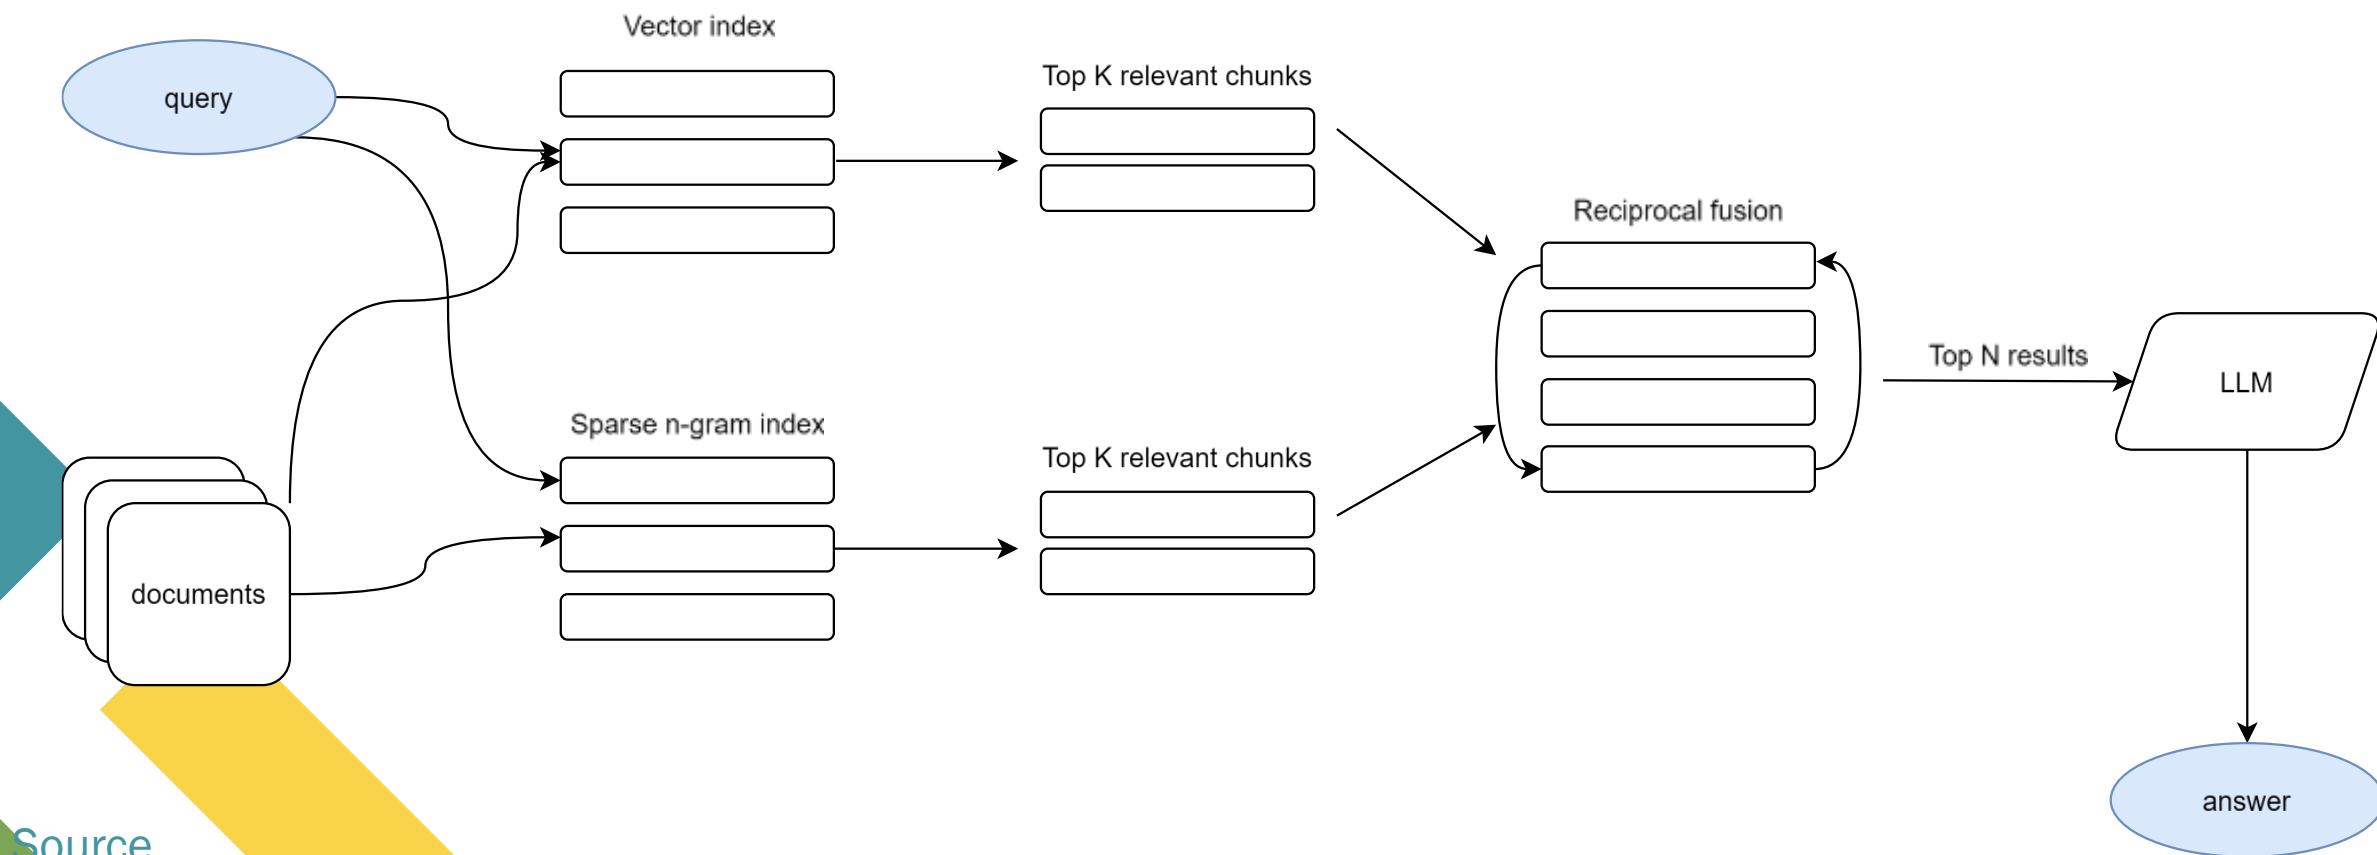 Vector index
query
Top K relevant chunks
Reciprocal fusion
Top N results
LLM
Sparse n-gram index
Top K relevant chunks
documents
answer
Source